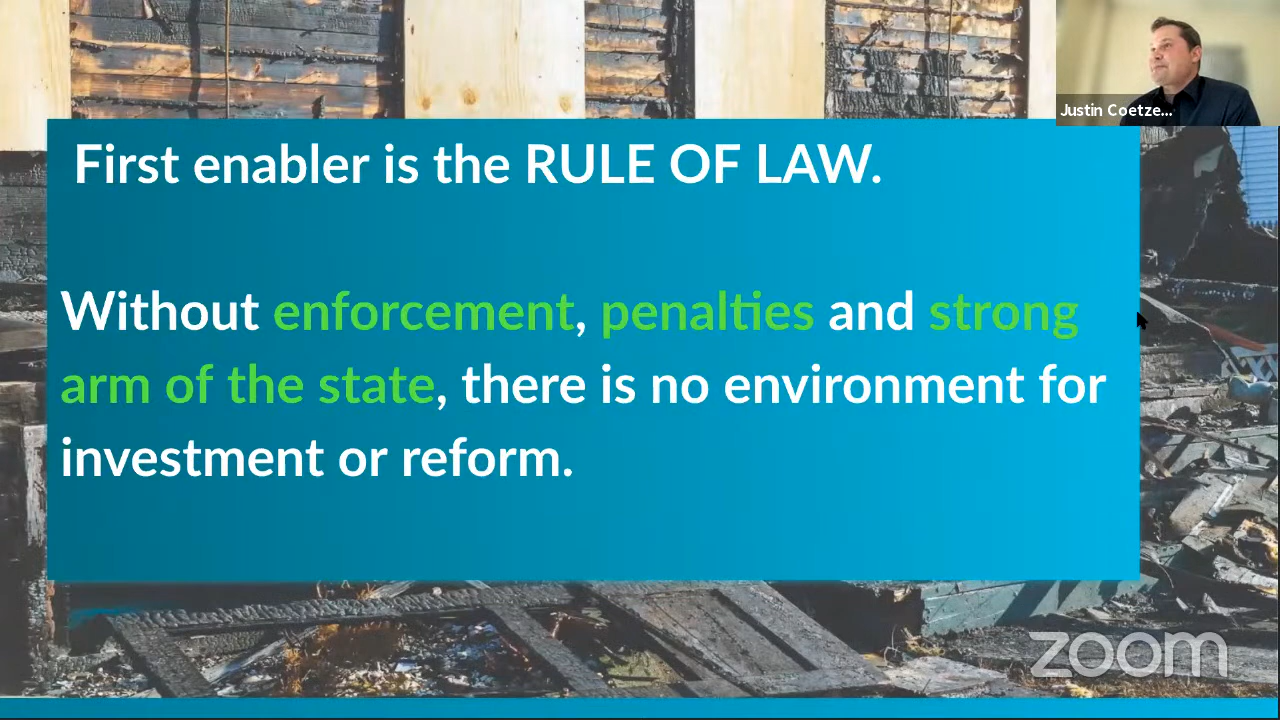 Justin Coetze...
First enabler is the RULE OF LAW.
Without enforcement, penalties and strong
arm of the state, there is no environment for
investment or reform.
zoom